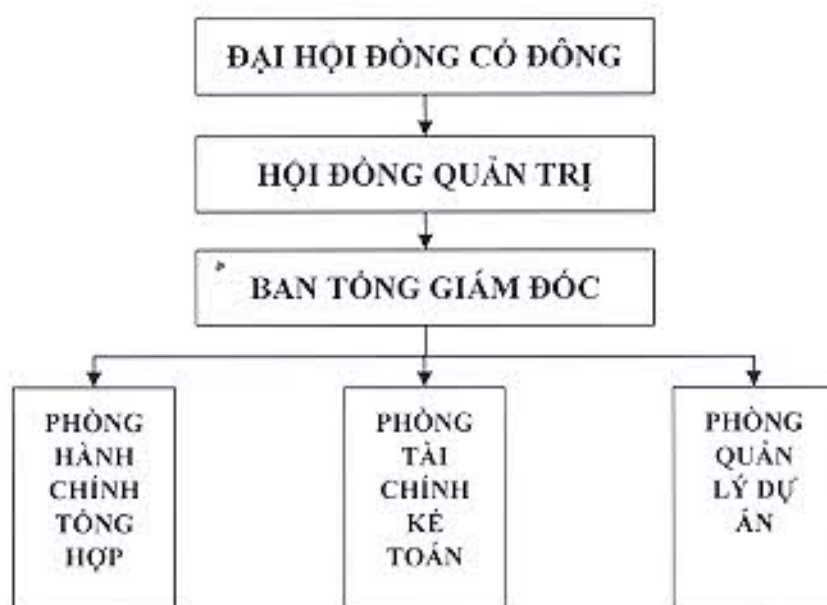 ĐẠI HỘI ĐỒNG CỔ ĐÔNG
HỘI ĐỒNG QUẢN TRỊ
BAN TỔNG GIÁM ĐỐC
PHÒNG
HÀNH
CHÍNH
TỔNG
HỢP
PHÒNG
TÀI
CHÍNH
KẾ
TOÁN
PHÒNG
QUẢN
LÝ DỰ
ÁN